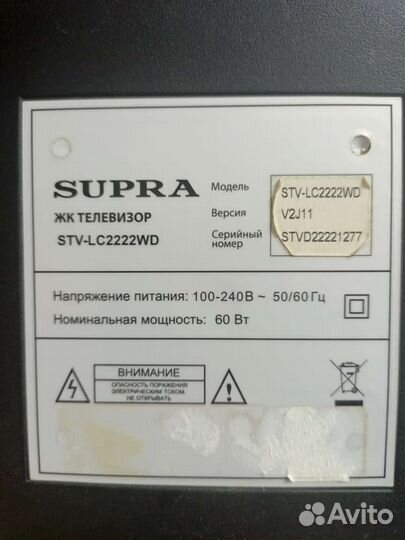 SUPRA
ЖК ТЕЛЕВИЗОР
STV-LC2222WD
Модель STV-LC2222WD
Версия V2J11
Серийный номер STVD22221277
Напряжение питания: 100-240В ~ 50/60 Гц
Номинальная мощность: 60 Вт
ВНИМАНИЕ
ОПАСНОСТЬ ПОРАЖЕНИЯ
ЭЛЕКТРИЧЕСКИМ ТОКОМ.
НЕ ОТКРЫВАТЬ
Avito